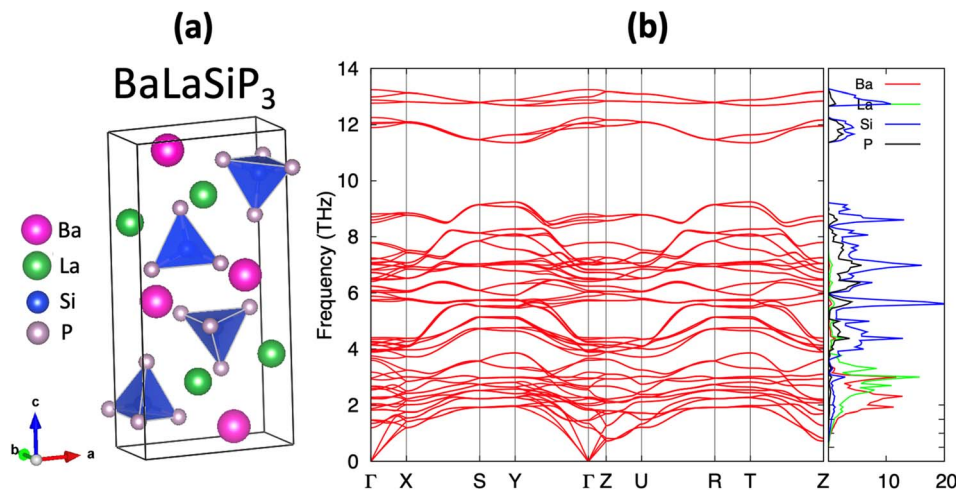 (a)
BaLaSiP3
Ba
La
Si
P
c
b
a
(b)
Frequency (THz)
14
12
10
8
6
4
2
0
Γ X S Y Γ Z U R T Z
Ba
La
Si
P
10 20